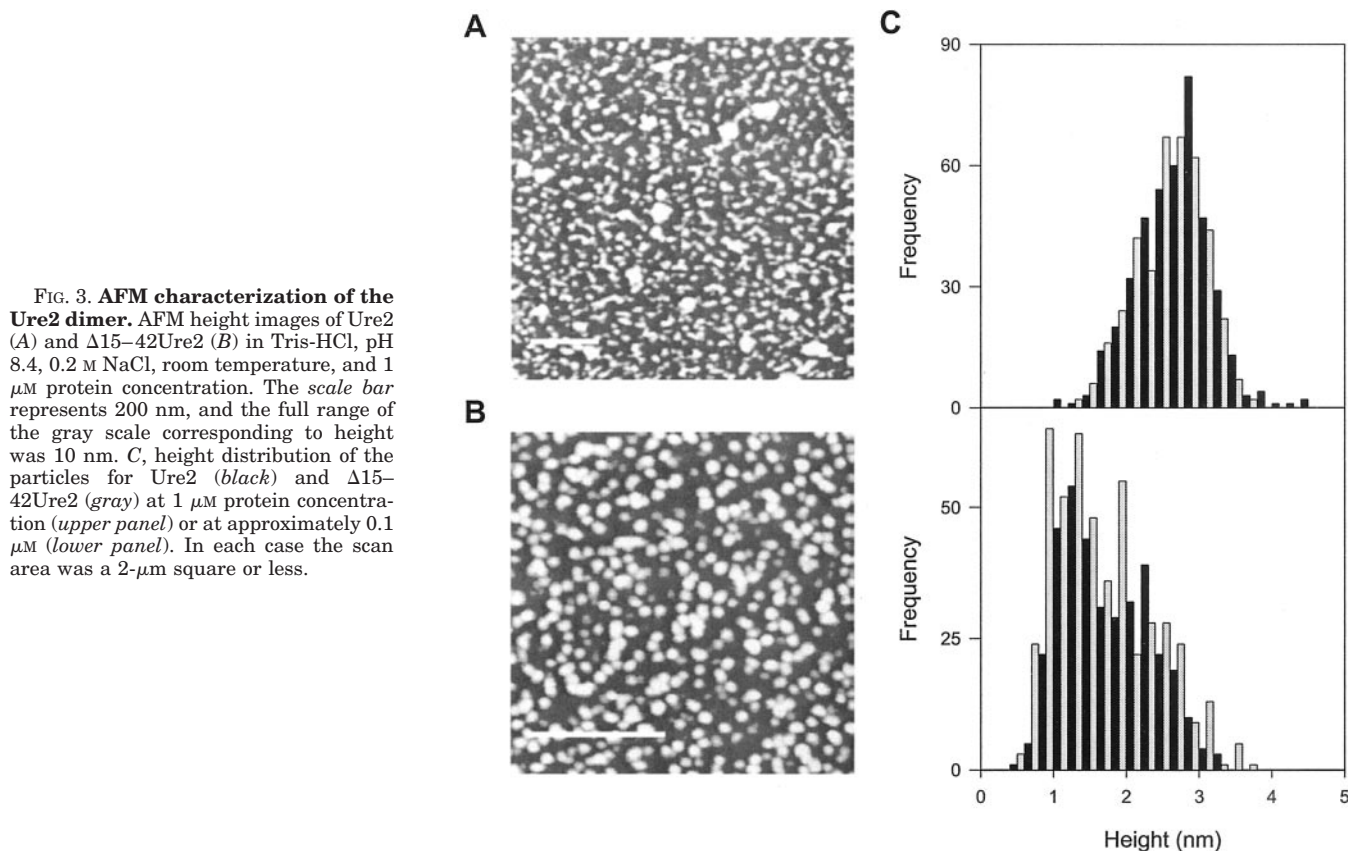 FIG. 3. AFM characterization of the
Ure2 dimer. AFM height images of Ure2
(A) and Δ15–42Ure2 (B) in Tris-HCl, pH
8.4, 0.2 M NaCl, room temperature, and 1
μM protein concentration. The scale bar
represents 200 nm, and the full range of
the gray scale corresponding to height
was 10 nm. C, height distribution of the
particles for Ure2 (black) and Δ15–
42Ure2 (gray) at 1 μM protein concentra-
tion (upper panel) or at approximately 0.1
μM (lower panel). In each case the scan
area was a 2-μm square or less.
A
B
C
90
60
30
0
Frequency
50
25
0
Frequency
0 1 2 3 4 5
Height (nm)